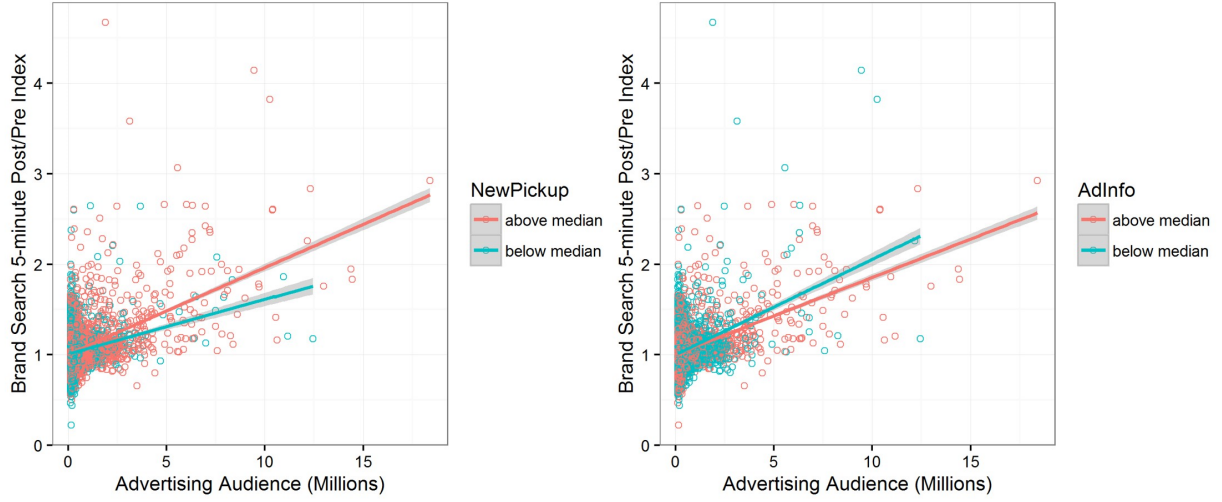 Brand Search 5-minute Post/Pre Index
4
3
2
1
0
0 5 10 15
Advertising Audience (Millions)
NewPickup
above median
below median
Brand Search 5-minute Post/Pre Index
4
3
2
1
0
0 5 10 15
Advertising Audience (Millions)
AdInfo
above median
below median